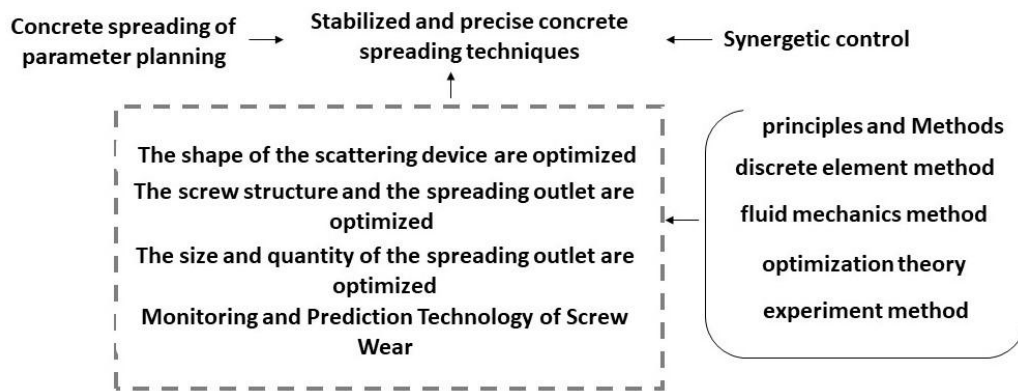 Concrete spreading of
parameter planning
Stabilized and precise concrete
spreading techniques
Synergetic control
The shape of the scattering device are optimized
The screw structure and the spreading outlet are
optimized
The size and quantity of the spreading outlet are
optimized
Monitoring and Prediction Technology of Screw
Wear
principles and Methods
discrete element method
fluid mechanics method
optimization theory
experiment method